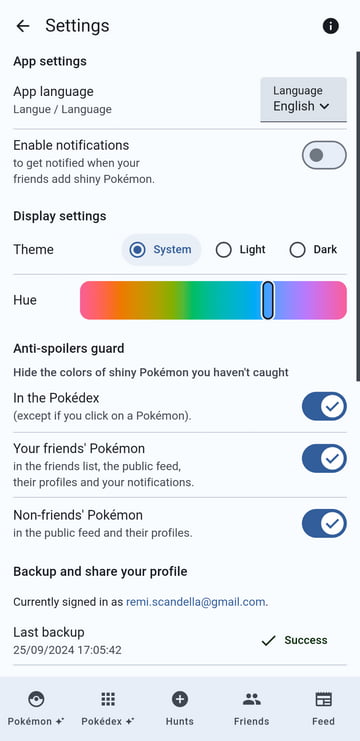 Settings
App settings
App language
Langue / Language
Language
English
Enable notifications
to get notified when your
friends add shiny Pokémon.
Display settings
Theme
System
Light
Dark
Hue
Anti-spoilers guard
Hide the colors of shiny Pokémon you haven't caught
In the Pokédex
(except if you click on a Pokémon).
Your friends' Pokémon
in the friends list, the public feed,
their profiles and your notifications.
Non-friends' Pokémon
in the public feed and their profiles.
Backup and share your profile
Currently signed in as remi.scandella@gmail.com.
Last backup
25/09/2024 17:05:42
Success
Pokémon
Pokédex
Hunts
Friends
Feed